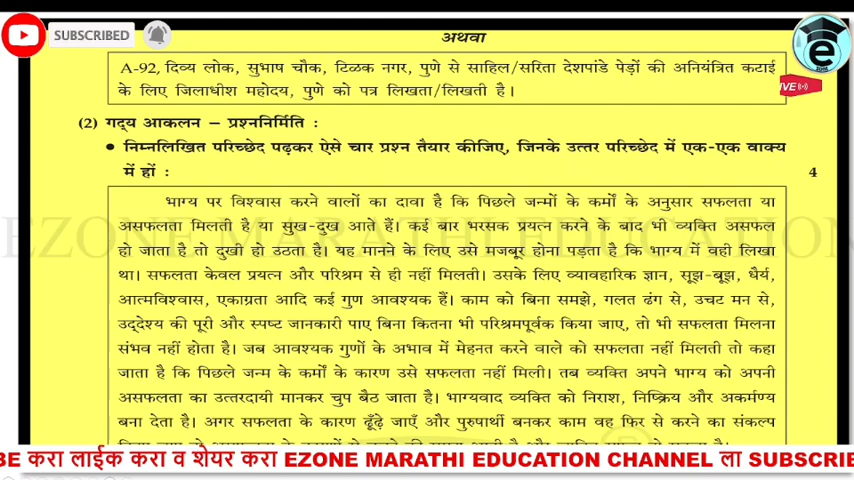 SUBSCRIBED
अथवा
e
LIVE
A-92, दिव्य लोक, सुभाष चौक, टिळक नगर, पुणे से साहिल/सरिता देशपांडे पेड़ों की अनियंत्रित कटाई
के लिए जिलाधीश महोदय, पुणे को पत्र लिखता/लिखती है।
(2) गद्य आकलन – प्रश्ननिर्मिति :
● निम्नलिखित परिच्छेद पढ़कर ऐसे चार प्रश्न तैयार कीजिए, जिनके उत्तर परिच्छेद में एक-एक वाक्य
में हों : 4
भाग्य पर विश्वास करने वालों का दावा है कि पिछले जन्मों के कर्मों के अनुसार सफलता या
असफलता मिलती है या सुख-दुख आते हैं। कई बार भरसक प्रयत्न करने के बाद भी व्यक्ति असफल
हो जाता है तो दुखी हो उठता है। यह मानने के लिए उसे मजबूर होना पड़ता है कि भाग्य में वही लिखा
था। सफलता केवल प्रयत्न और परिश्रम से ही नहीं मिलती। उसके लिए व्यावहारिक ज्ञान, सूझ-बूझ, धैर्य,
आत्मविश्वास, एकाग्रता आदि कई गुण आवश्यक हैं। काम को बिना समझे, गलत ढंग से, उचट मन से,
उद्देश्य की पूरी और स्पष्ट जानकारी पाए बिना कितना भी परिश्रमपूर्वक किया जाए, तो भी सफलता मिलना
संभव नहीं होता है। जब आवश्यक गुणों के अभाव में मेहनत करने वाले को सफलता नहीं मिलती तो कहा
जाता है कि पिछले जन्म के कर्मों के कारण उसे सफलता नहीं मिली। तब व्यक्ति अपने भाग्य को अपनी
असफलता का उत्तरदायी मानकर चुप बैठ जाता है। भाग्यवाद व्यक्ति को निराश, निष्क्रिय और अकर्मण्य
बना देता है। अगर सफलता के कारण ढूँढ़े जाएँ और पुरुषार्थी बनकर काम वह फिर से करने का संकल्प
EZONE MARATHI EDUCATION
BE करा लाईक करा व शेयर करा EZONE MARATHI EDUCATION CHANNEL ला SUBSCRIBE